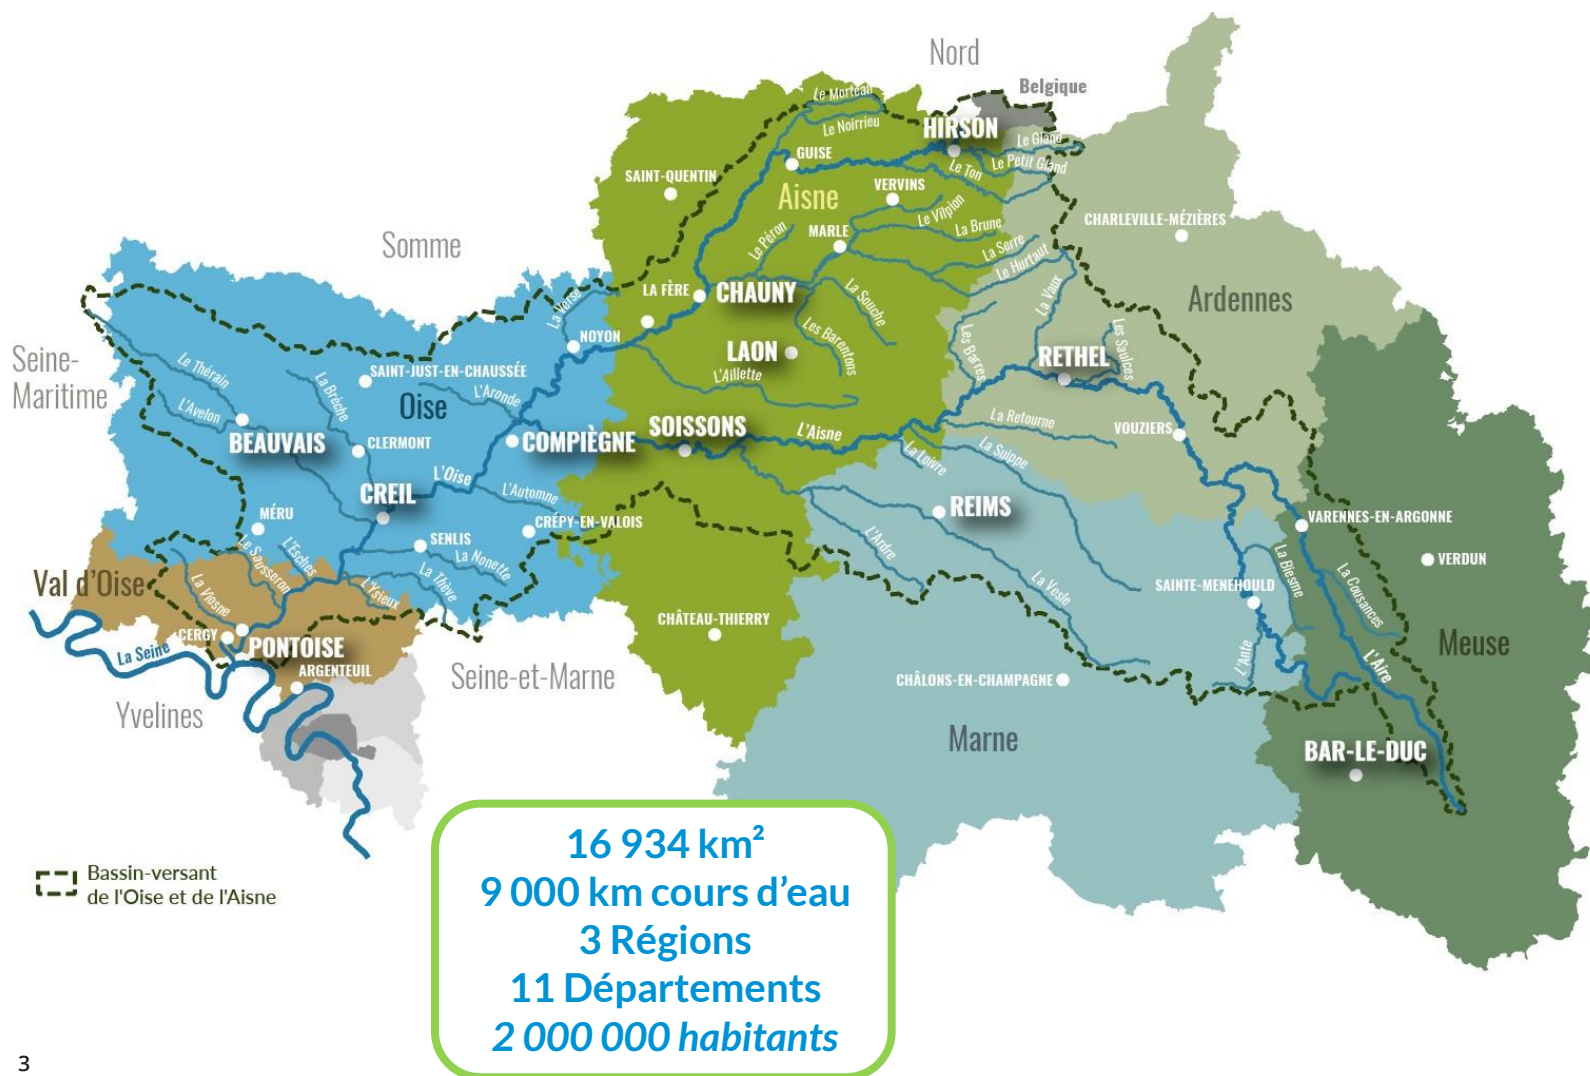 Nord
Belgique
Le Morteau
Le Noirrieu
HIRSON
Le Gland
Le Petit Gland
Le Ton
GUISE
SAINT-QUENTIN
Aisne
VERVINS
Le Vilpion
La Brune
CHARLEVILLE-MÉZIÈRES
Somme
Le Péron
MARLE
La Serre
Le Hurtaut
LA FÈRE
CHAUNY
La Souche
La Vaux
Ardennes
La Verse
NOYON
Les Barentons
LAON
Les Barres
RETHEL
Les Saulces
Seine-
Maritime
Le Thérain
La Brêche
SAINT-JUST-EN-CHAUSSÉE
L'Aronde
L'Aillette
L'Avelon
Oise
BEAUVAIS
CLERMONT
COMPIÈGNE
SOISSONS
L'Aisne
La Retourne
VOUZIERS
La Loivre
La Suippe
L'Oise
CREIL
L'Automne
MÉRU
SENLIS
CRÉPY-EN-VALOIS
REIMS
VARENNES-EN-ARGONNE
VERDUN
Le Sausseron
L'Esches
La Nonette
La Thève
L'Ysieux
L'Ardre
La Vesle
SAINTE-MENEHOULD
La Biesme
La Cousances
Val d'Oise
La Viosne
CERGY
PONTOISE
ARGENTEUIL
La Seine
CHÂTEAU-THIERRY
Seine-et-Marne
CHÂLONS-EN-CHAMPAGNE
L'Ante
L'Aire
Meuse
Yvelines
Marne
BAR-LE-DUC
Bassin-versant
de l'Oise et de l'Aisne
16 934 km²
9 000 km cours d'eau
3 Régions
11 Départements
2 000 000 habitants
3